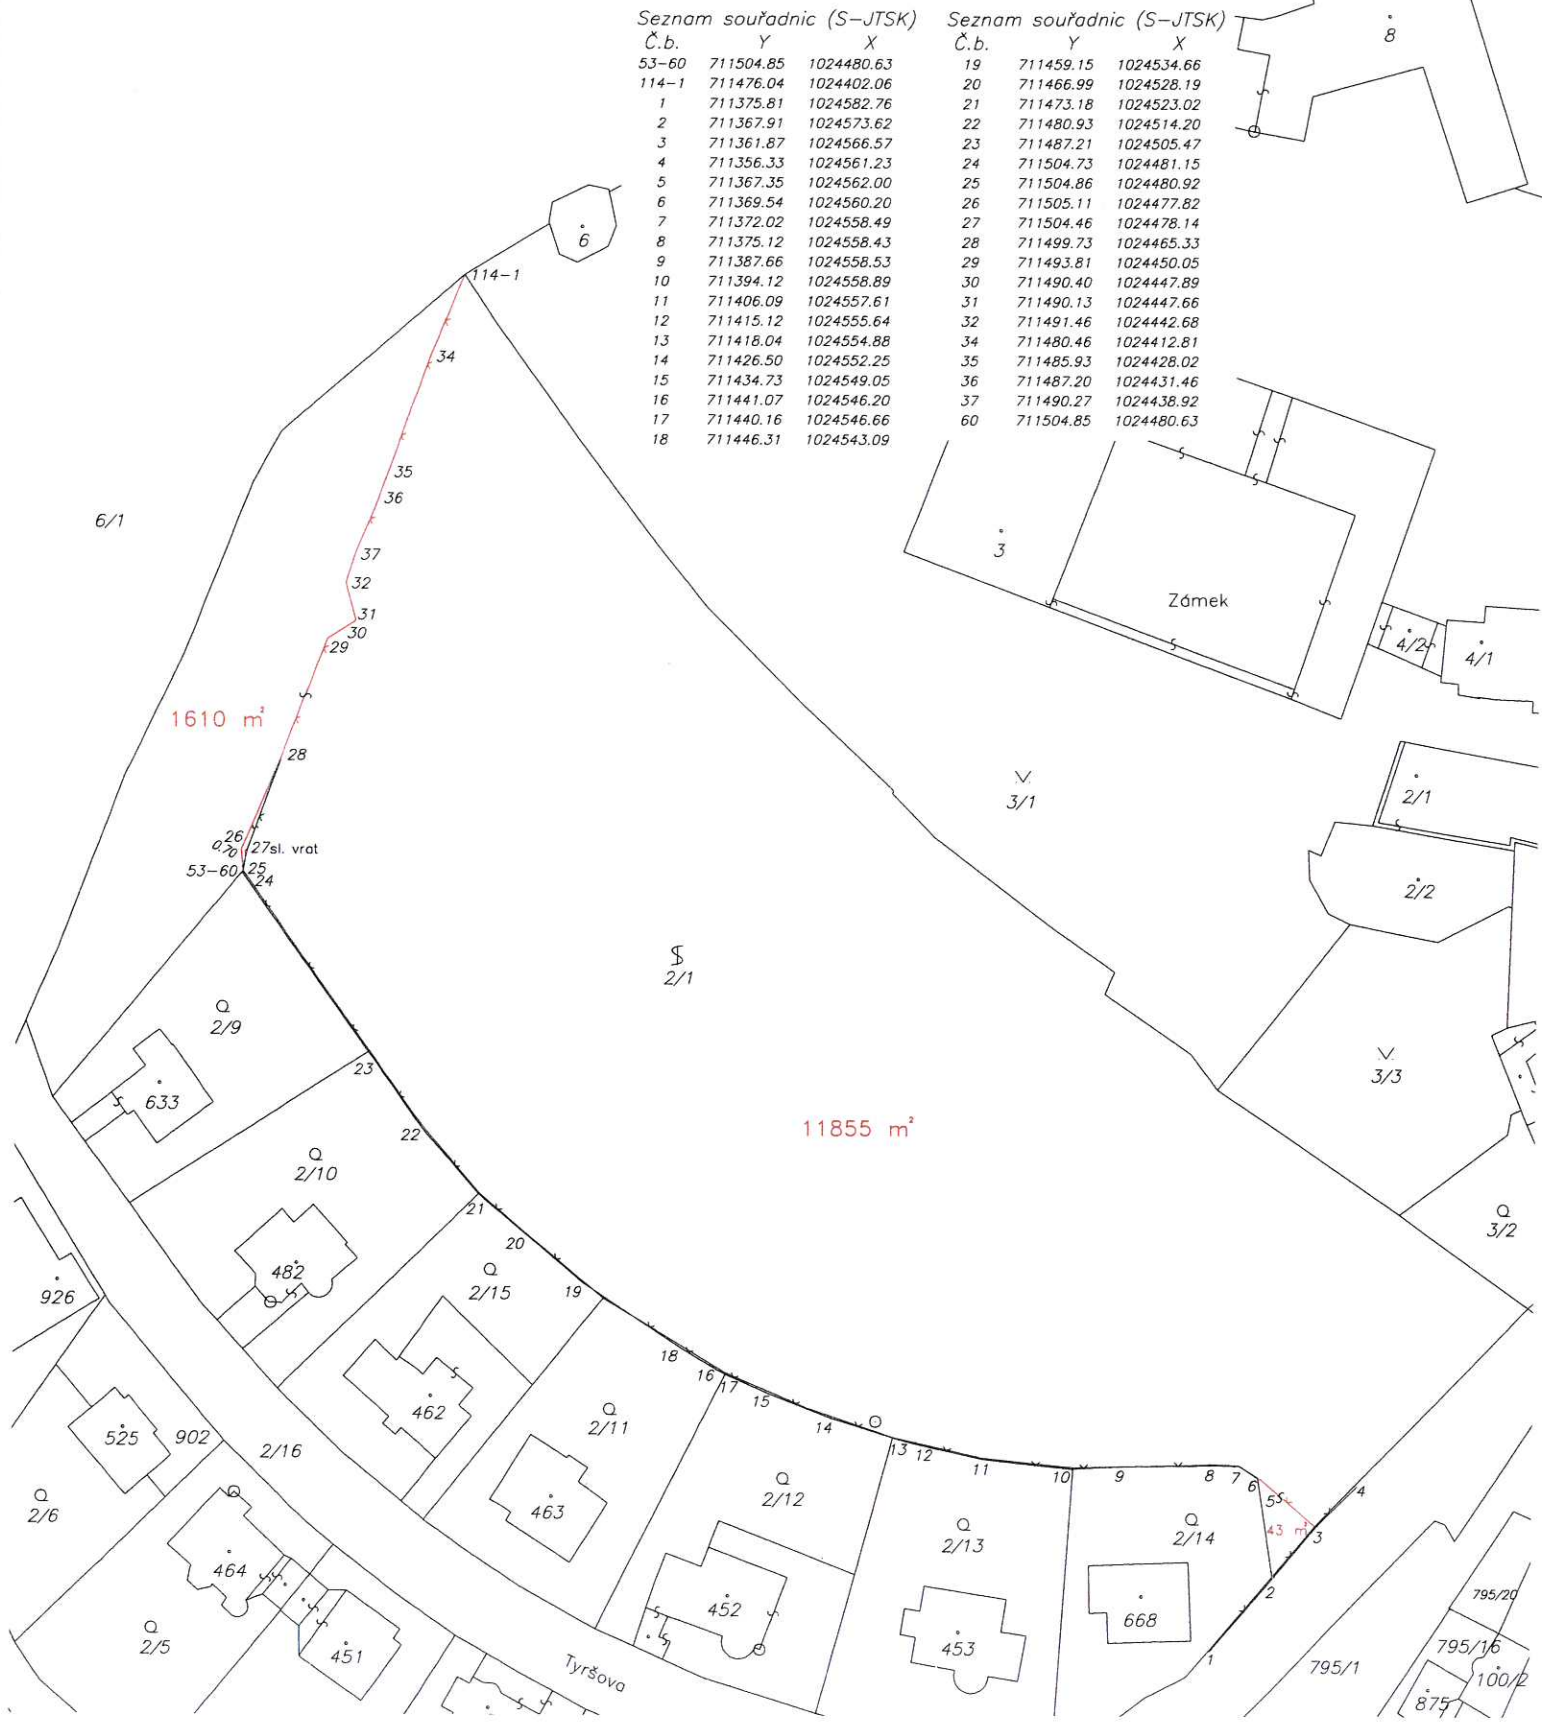 Seznam souřadnic (S-JTSK)
Č.b. Y X
53-60 711504.85 1024480.63
114-1 711476.04 1024402.06
1 711375.81 1024582.76
2 711367.91 1024573.62
3 711361.87 1024566.57
4 711356.33 1024561.23
5 711367.35 1024562.00
6 711369.54 1024560.20
7 711372.02 1024558.49
8 711375.12 1024558.43
9 711387.66 1024558.53
10 711394.12 1024558.89
11 711406.09 1024557.61
12 711415.12 1024555.64
13 711418.04 1024554.88
14 711426.50 1024552.25
15 711434.73 1024549.05
16 711441.07 1024546.20
17 711440.16 1024546.66
18 711446.31 1024543.09
Seznam souřadnic (S-JTSK)
Č.b. Y X
19 711459.15 1024534.66
20 711466.99 1024528.19
21 711473.18 1024523.02
22 711480.93 1024514.20
23 711487.21 1024505.47
24 711504.73 1024481.15
25 711504.86 1024480.92
26 711505.11 1024477.82
27 711504.46 1024478.14
28 711499.73 1024465.33
29 711493.81 1024450.05
30 711490.40 1024447.89
31 711490.13 1024447.66
32 711491.46 1024442.68
34 711480.46 1024412.81
35 711485.93 1024428.02
36 711487.20 1024431.46
37 711490.27 1024438.92
60 711504.85 1024480.63
8
6
114-1
34
35
36
6/1
37
32
31
30
29
3
Zámek
4/2
4/1
1610 m²
28
3/1
2/1
26
0.70
27 sl. vrat
53-60
25
24
2/2
$
2/1
2/9
23
3/3
633
11855 m²
22
2/10
21
3/2
20
482
19
2/15
926
18
16
17
15
462
14
2/11
525
902
2/16
13
12
11
10
9
8
7
6
5
4
3
43 m²
2/6
463
2/12
2/13
2/14
464
2
795/20
452
668
2/5
451
453
795/16
1
Tyršova
795/1
100/2
875